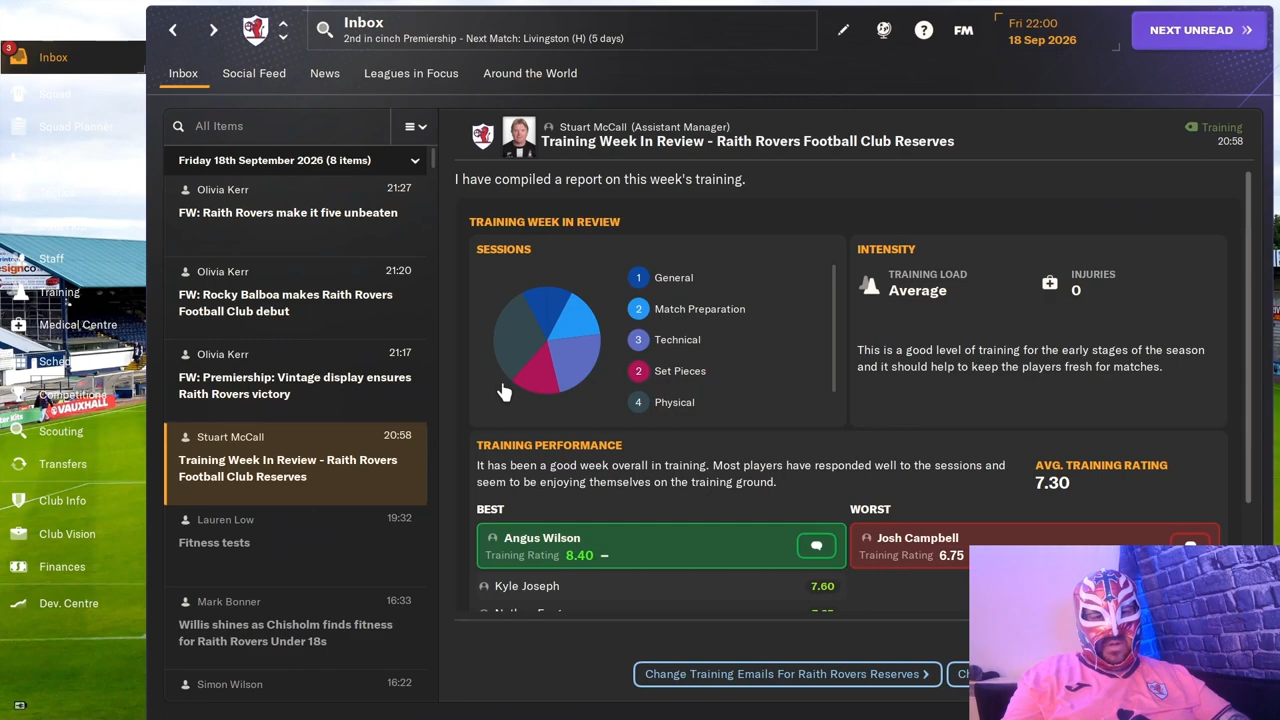 3
Inbox
Squad
Squad Planner
Staff
Training
Medical Centre
Sched
Competitions
Scouting
Transfers
Club Info
Club Vision
Finances
Dev. Centre
VAUXHALL
Inbox
2nd in cinch Premiership - Next Match: Livingston (H) (5 days)
FM
Fri 22:00
18 Sep 2026
NEXT UNREAD
Inbox
Social Feed
News
Leagues in Focus
Around the World
All Items
Friday 18th September 2026 (8 items)
Olivia Kerr
21:27
FW: Raith Rovers make it five unbeaten
Olivia Kerr
21:20
FW: Rocky Balboa makes Raith Rovers
Football Club debut
Olivia Kerr
21:17
FW: Premiership: Vintage display ensures
Raith Rovers victory
Stuart McCall
20:58
Training Week In Review - Raith Rovers
Football Club Reserves
Lauren Low
19:32
Fitness tests
Mark Bonner
16:33
Willis shines as Chisholm finds fitness
for Raith Rovers Under 18s
Simon Wilson
16:22
Stuart McCall (Assistant Manager)
Training Week In Review - Raith Rovers Football Club Reserves
Training
20:58
I have compiled a report on this week's training.
TRAINING WEEK IN REVIEW
SESSIONS
1 General
2 Match Preparation
3 Technical
2 Set Pieces
4 Physical
INTENSITY
TRAINING LOAD
Average
INJURIES
0
This is a good level of training for the early stages of the season
and it should help to keep the players fresh for matches.
TRAINING PERFORMANCE
It has been a good week overall in training. Most players have responded well to the sessions and
seem to be enjoying themselves on the training ground.
AVG. TRAINING RATING
7.30
BEST
Angus Wilson
Training Rating 8.40 –
Kyle Joseph
7.60
WORST
Josh Campbell
Training Rating 6.75
Change Training Emails For Raith Rovers Reserves